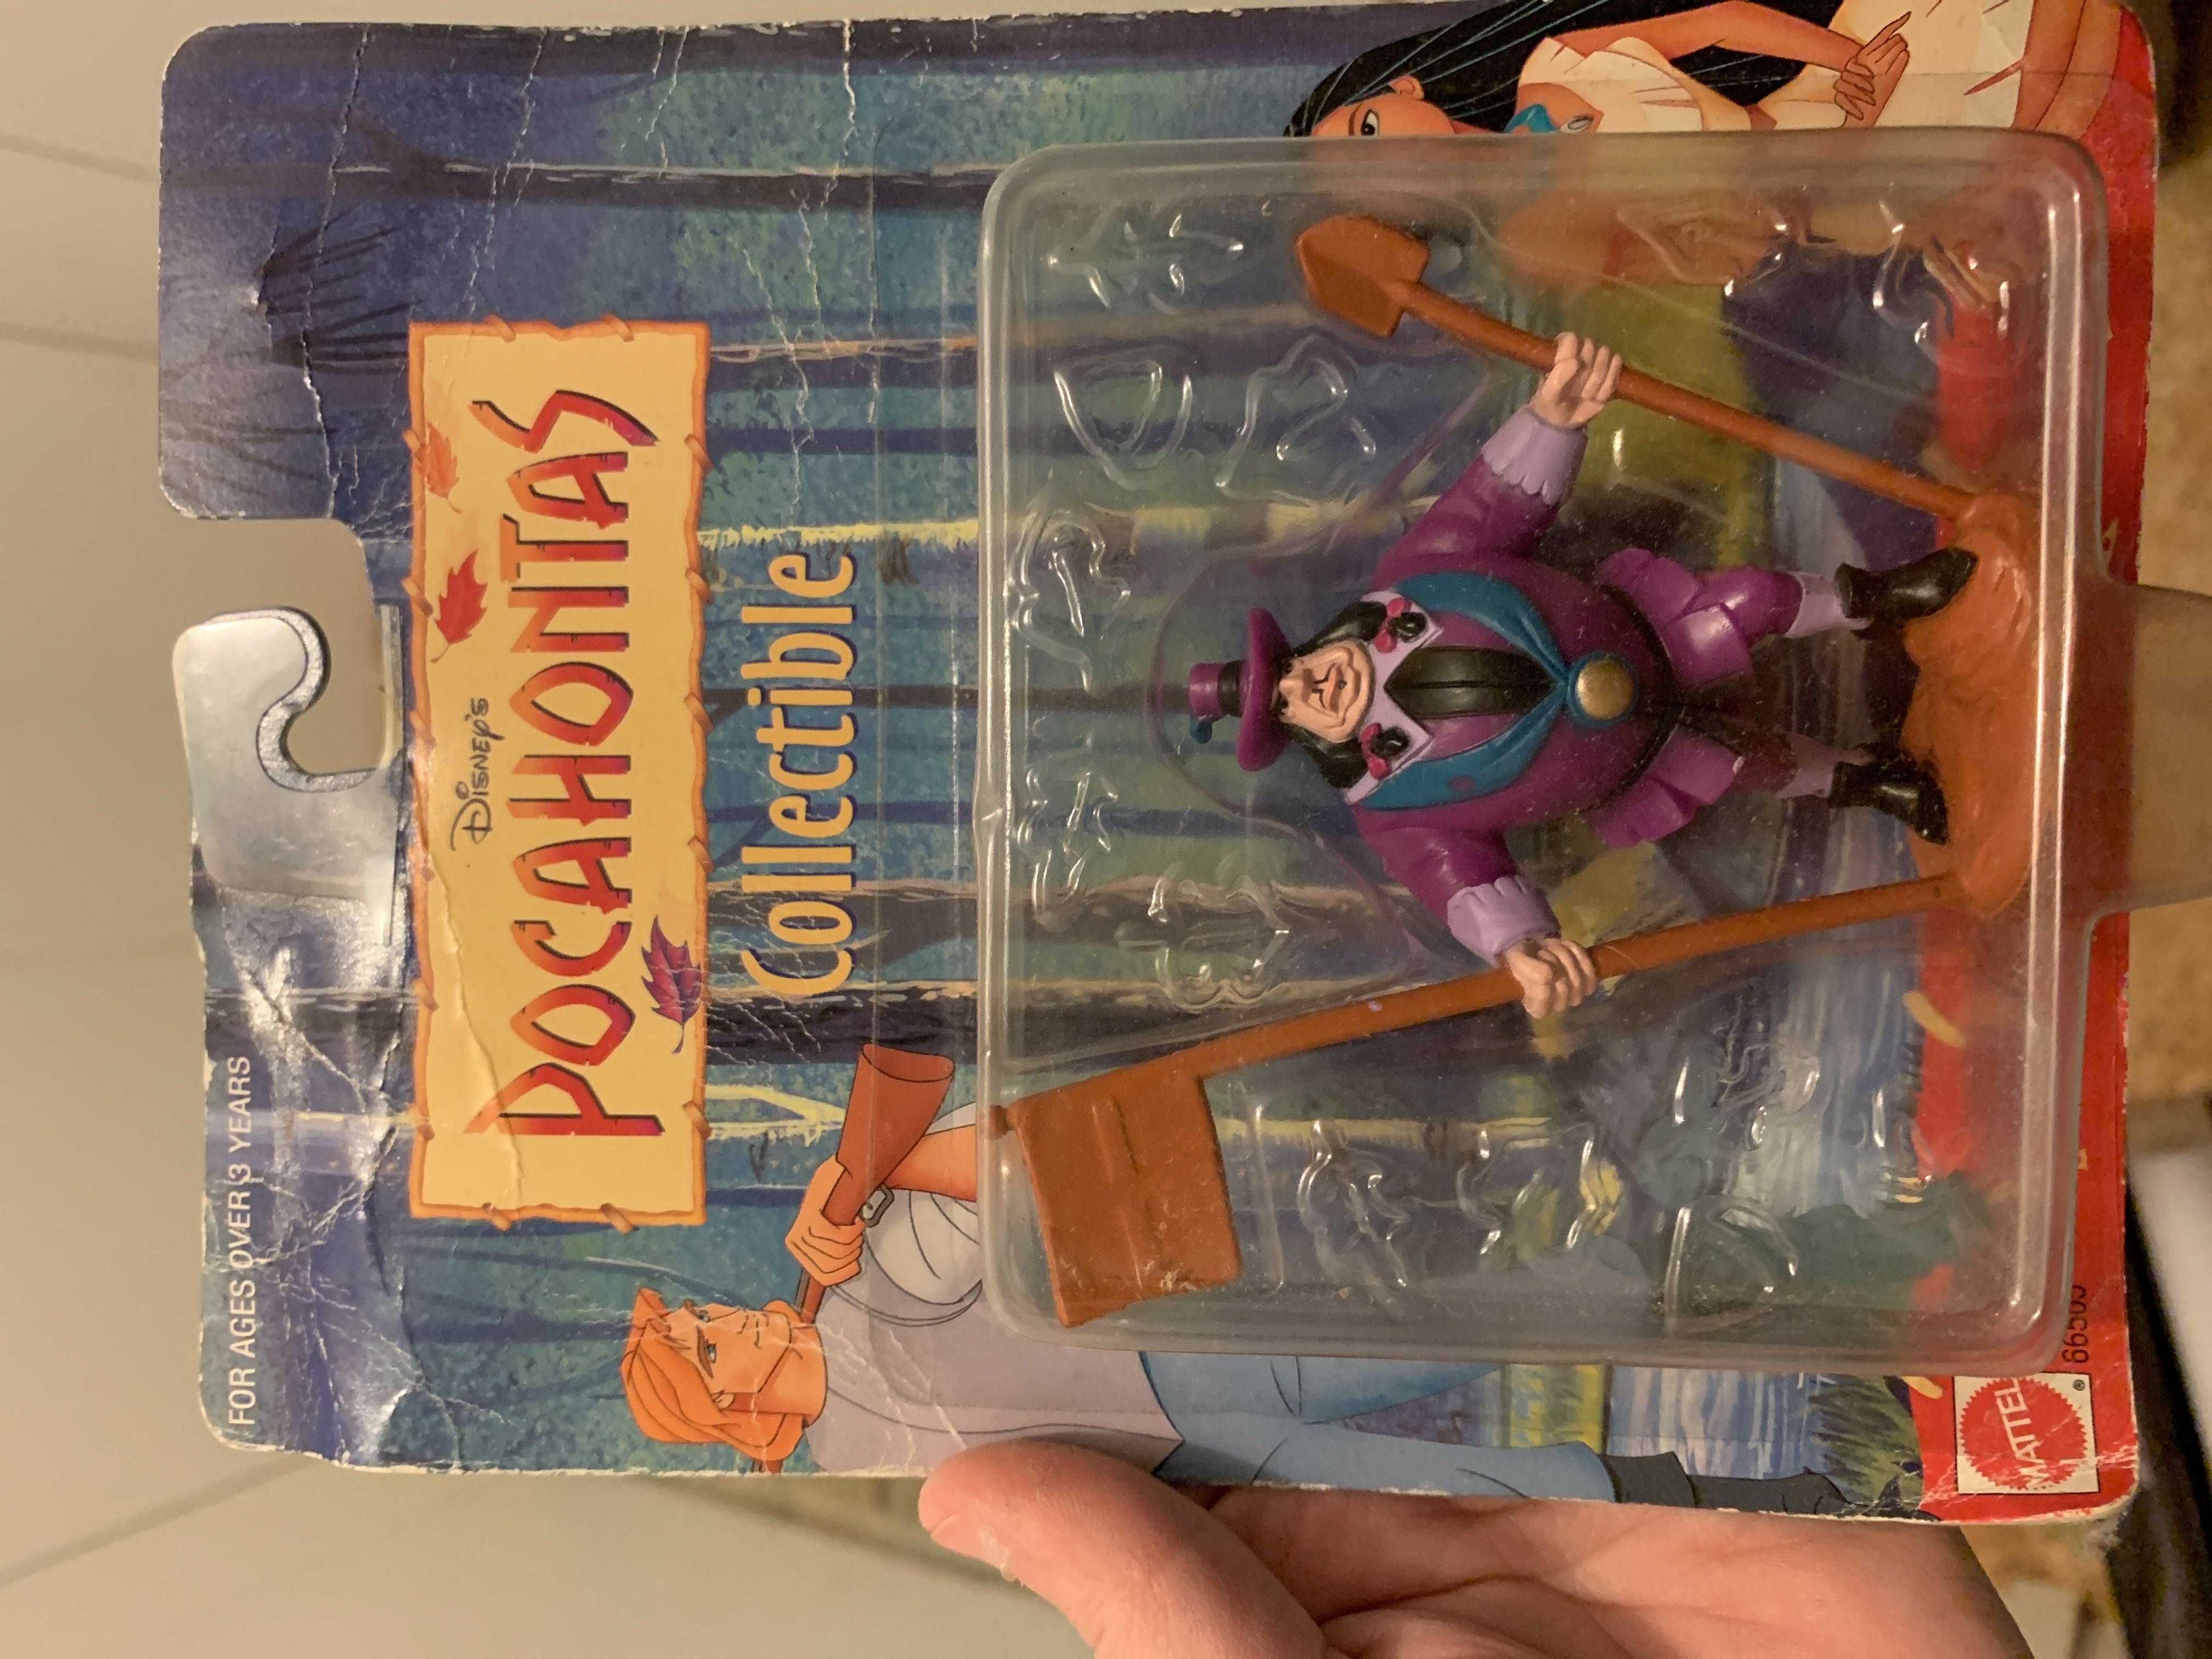 FOR AGES OVER 3 YEARS
DISNEY'S
POCAHONTAS
Collectible
MATTEL
®